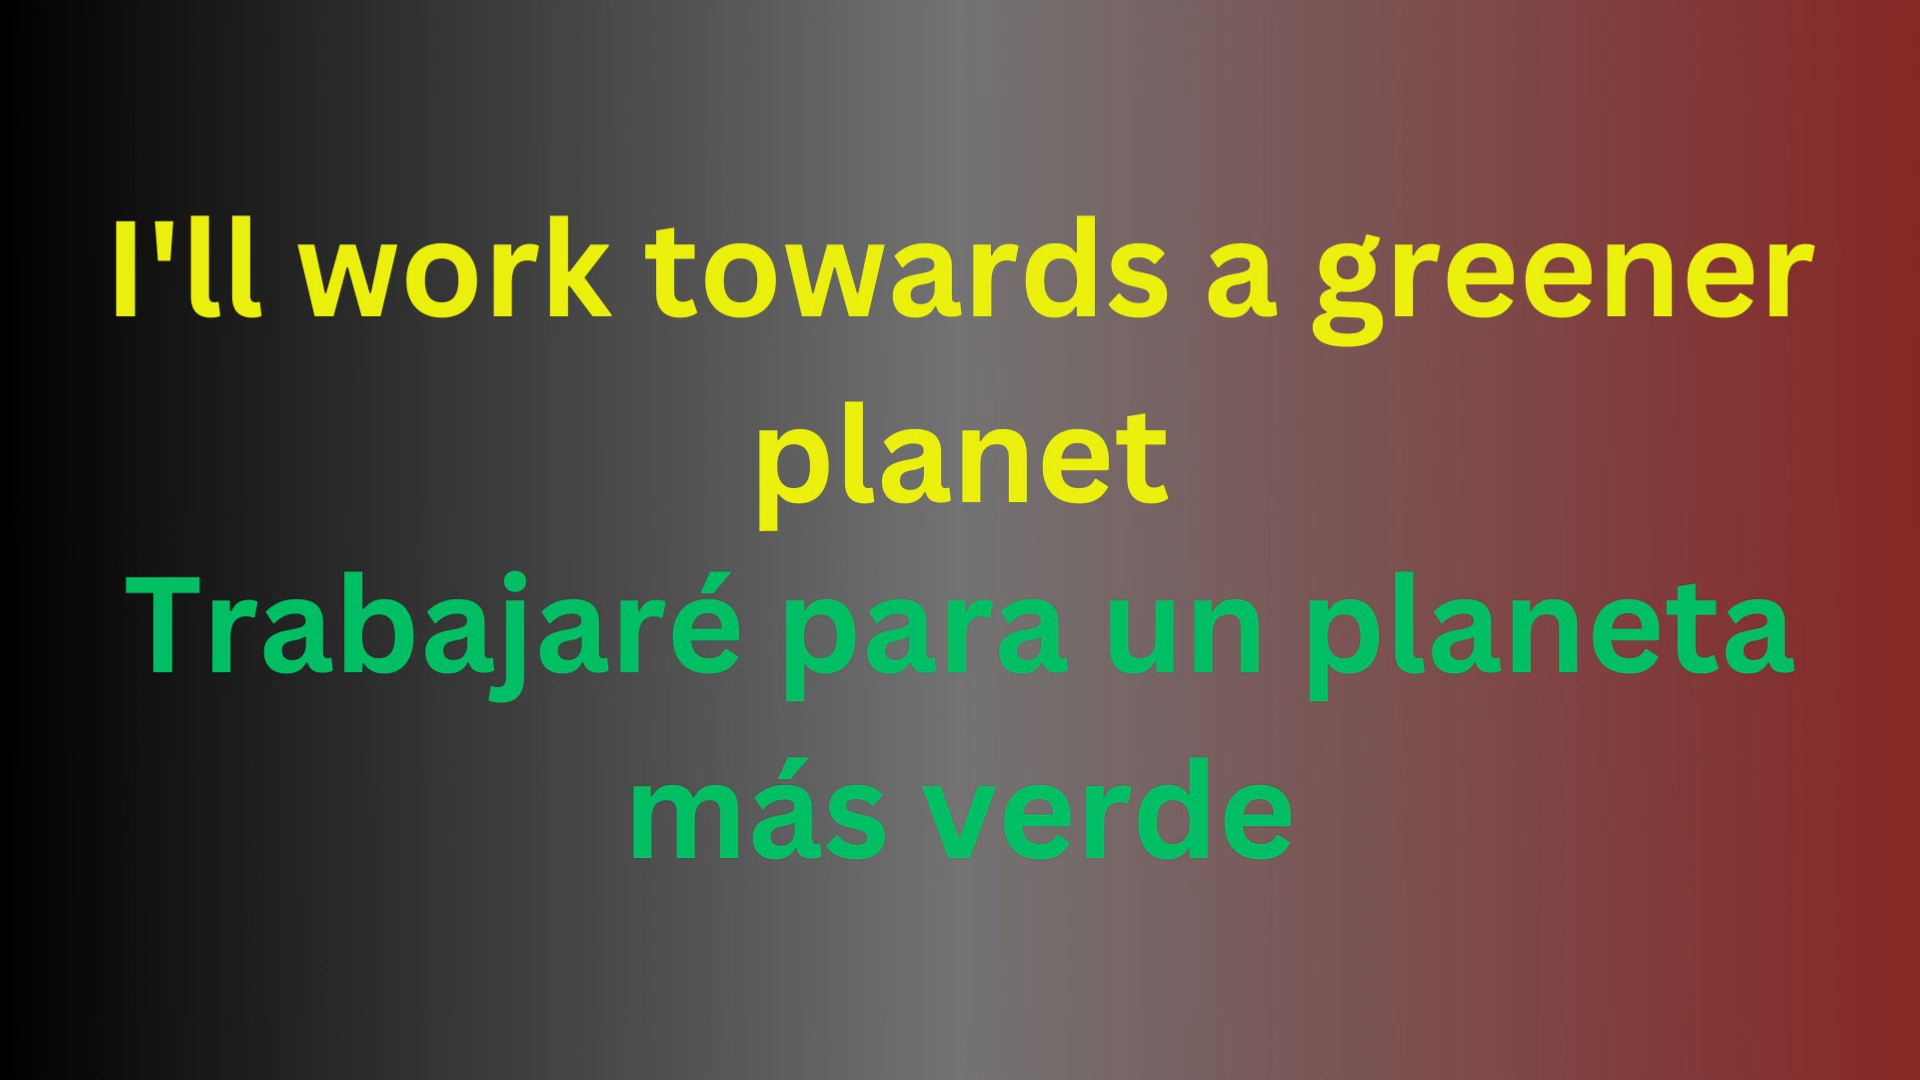 I'll work towards a greener
planet
Trabajaré para un planeta
más verde